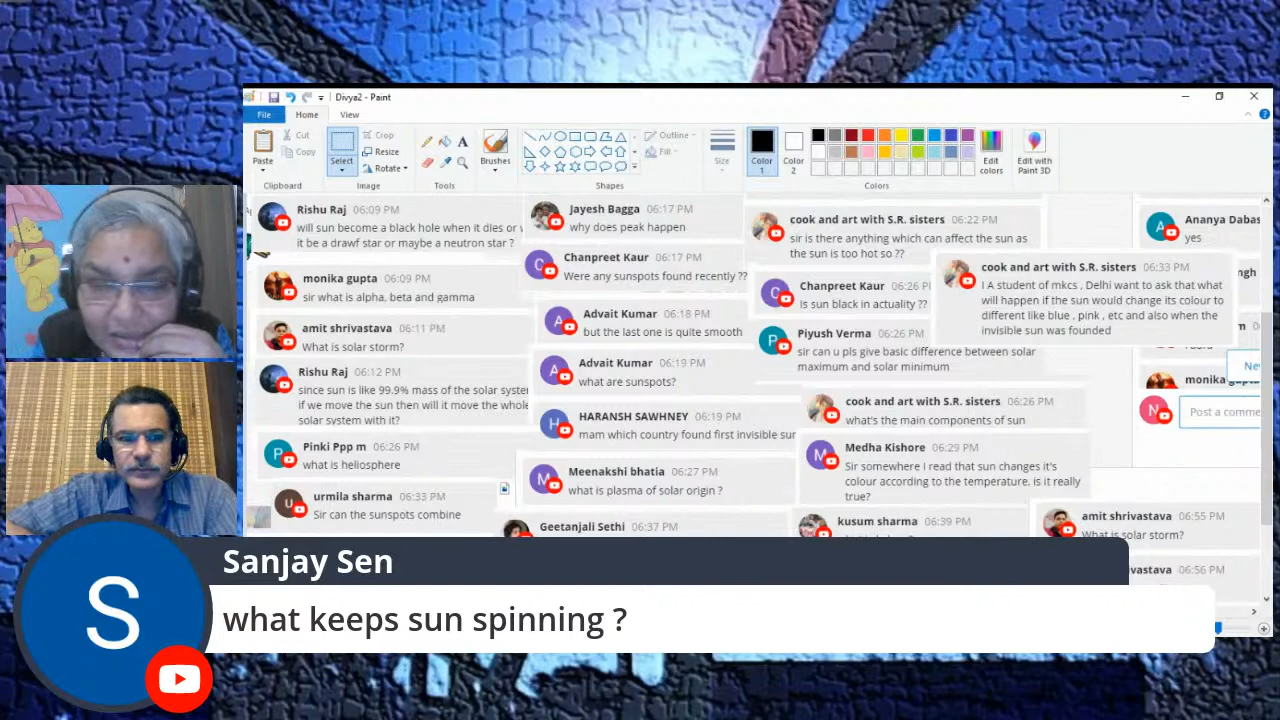 Divya2 - Paint
File
Home
View
Paste
Cut
Copy
Clipboard
Select
Crop
Resize
Rotate
Image
Tools
Brushes
Shapes
Outline
Fill
Size
Color 1
Color 2
Edit colors
Colors
Edit with Paint 3D
Rishu Raj 06:09 PM
will sun become a black hole when it dies or
it be a drawf star or maybe a neutron star ?
monika gupta 06:09 PM
sir what is alpha, beta and gamma
amit shrivastava 06:11 PM
What is solar storm?
Rishu Raj 06:12 PM
since sun is like 99.9% mass of the solar
if we move the sun then will it move the whole
solar system with it?
Pinki Ppp m 06:26 PM
what is heliosphere
urmila sharma 06:33 PM
Sir can the sunspots combine
Jayesh Bagga 06:17 PM
why does peak happen
Chanpreet Kaur 06:17 PM
Were any sunspots found recently ??
Advait Kumar 06:18 PM
but the last one is quite smooth
Advait Kumar 06:19 PM
what are sunspots?
HARANSH SAWHNEY 06:19 PM
mam which country found first invisible
Meenakshi bhatia 06:27 PM
what is plasma of solar origin ?
Geetanjali Sethi 06:37 PM
cook and art with S.R. sisters 06:22 PM
sir is there anything which can affect the sun as
the sun is too hot so ??
Chanpreet Kaur 06:26
Is sun black in actuality ??
Piyush Verma 06:26 PM
sir can u pls give basic difference between solar
maximum and solar minimum
cook and art with S.R. sisters 06:26 PM
what's the main components of sun
Medha Kishore 06:29 PM
Sir somewhere i read that sun changes it's
colour according to the temperature. is it really
true?
kusum sharma 06:39 PM
cook and art with S.R. sisters 06:33 PM
I A student of mkcs , Delhi want to ask that what
will happen if the sun would change its colour to
different like blue , pink , etc and also when the
invisible sun was founded
Ananya Dabas
yes
monika gupta
Post a comme
amit shrivastava 06:55 PM
What is solar storm?
vastava 06:56 PM
S
Sanjay Sen
what keeps sun spinning ?